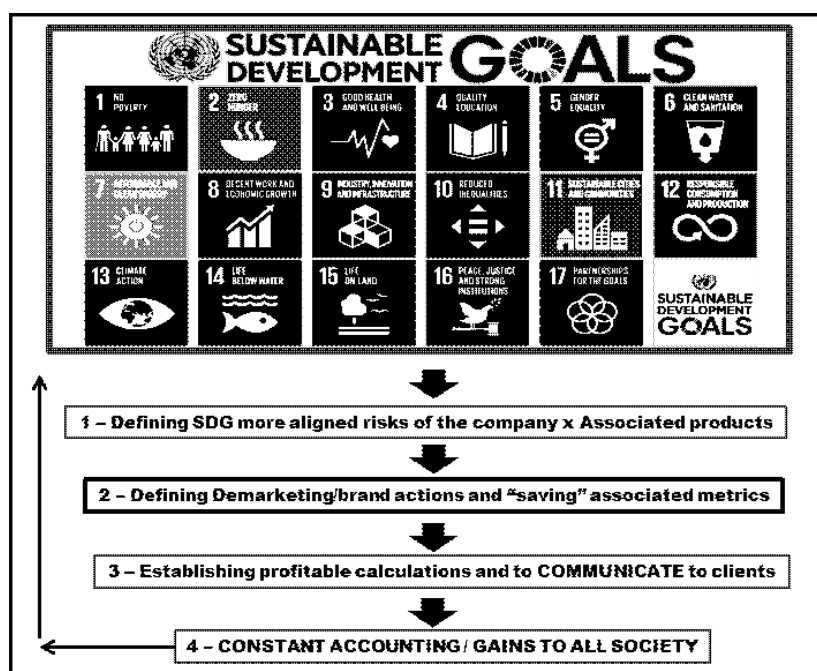 SUSTAINABLE
DEVELOPMENT
GOALS
1 NO
POVERTY
2 ZERO
HUNGER
3 GOOD HEALTH
AND WELL BEING
4 QUALITY
EDUCATION
5 GENDER
EQUALITY
6 CLEAN WATER
AND SANITATION
7 AND
8 DECENT WORK AND
ECONOMIC GROWTH
9 INDUSTRY, INNOVATION
AND INFRASTRUCTURE
10 REDUCED
INEQUALITIES
11 SUSTAINABLE CITIES
AND COMMUNITIES
12 RESPONSIBLE
CONSUMPTION
AND PRODUCTION
13 CLIMATE
ACTION
14 LIFE
BELOW WATER
15 LIFE
ON LAND
16 PEACE, JUSTICE
AND STRONG
INSTITUTIONS
17 PARTNERSHIPS
FOR THE GOALS
SUSTAINABLE
DEVELOPMENT
GOALS
1 – Defining SDG more aligned risks of the company x Associated products
2 – Defining Demarketing/brand actions and “saving” associated metrics
3 – Establishing profitable calculations and to COMMUNICATE to clients
4 – CONSTANT ACCOUNTING/ GAINS TO ALL SOCIETY